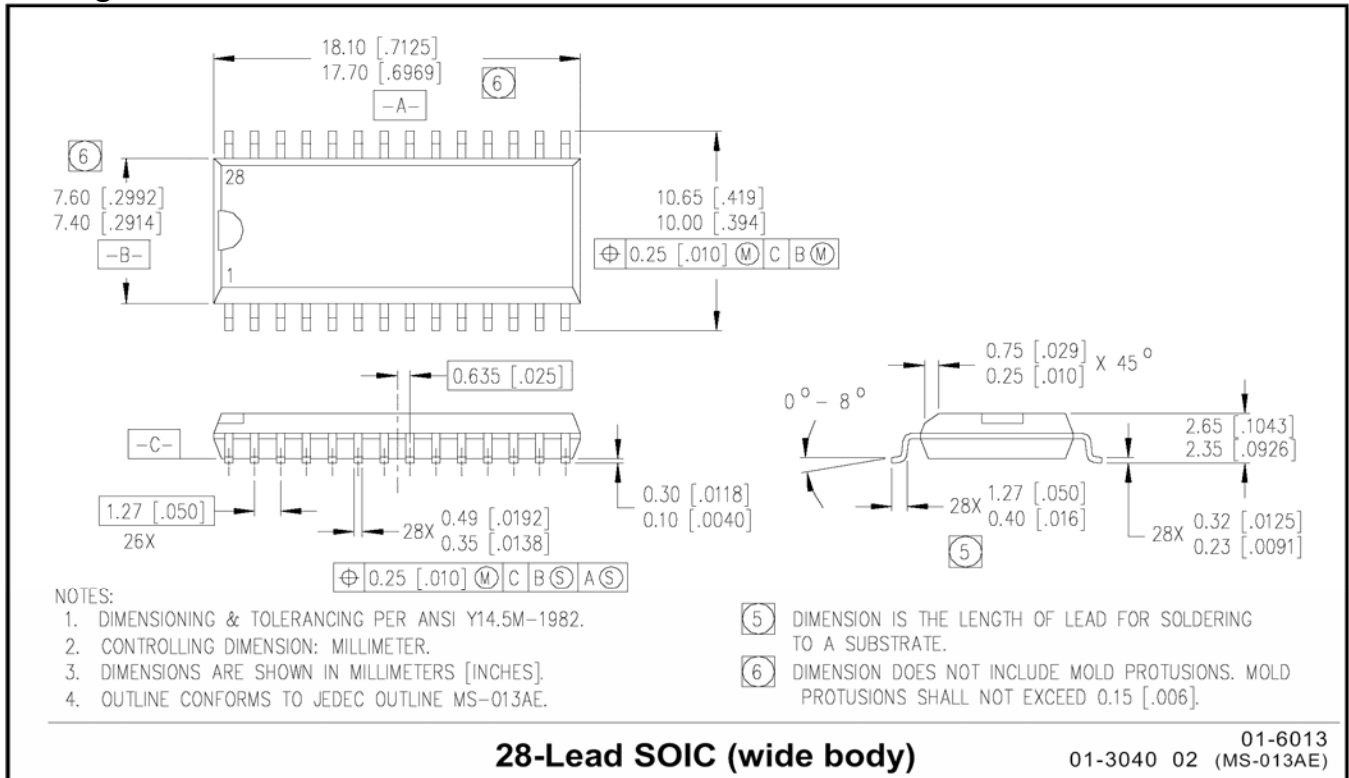 18.10 [.7125]
17.70 [.6969]
6
-A-
6
7.60 [.2992]
7.40 [.2914]
-B-
28
1
10.65 [.419]
10.00 [.394]
⌖ 0.25 [.010] Ⓜ C B Ⓜ
0.635 [.025]
-C-
1.27 [.050]
26X
28X 0.49 [.0192]
0.35 [.0138]
⌖ 0.25 [.010] Ⓜ C B Ⓢ A Ⓢ
0.30 [.0118]
0.10 [.0040]
0.75 [.029]
0.25 [.010] X 45°
0° - 8°
2.65 [.1043]
2.35 [.0926]
28X 1.27 [.050]
0.40 [.016]
5
28X 0.32 [.0125]
0.23 [.0091]
NOTES:
1. DIMENSIONING & TOLERANCING PER ANSI Y14.5M-1982.
2. CONTROLLING DIMENSION: MILLIMETER.
3. DIMENSIONS ARE SHOWN IN MILLIMETERS [INCHES].
4. OUTLINE CONFORMS TO JEDEC OUTLINE MS-013AE.
5 DIMENSION IS THE LENGTH OF LEAD FOR SOLDERING
TO A SUBSTRATE.
6 DIMENSION DOES NOT INCLUDE MOLD PROTUSIONS. MOLD
PROTUSIONS SHALL NOT EXCEED 0.15 [.006].
28-Lead SOIC (wide body)
01-6013
01-3040 02 (MS-013AE)